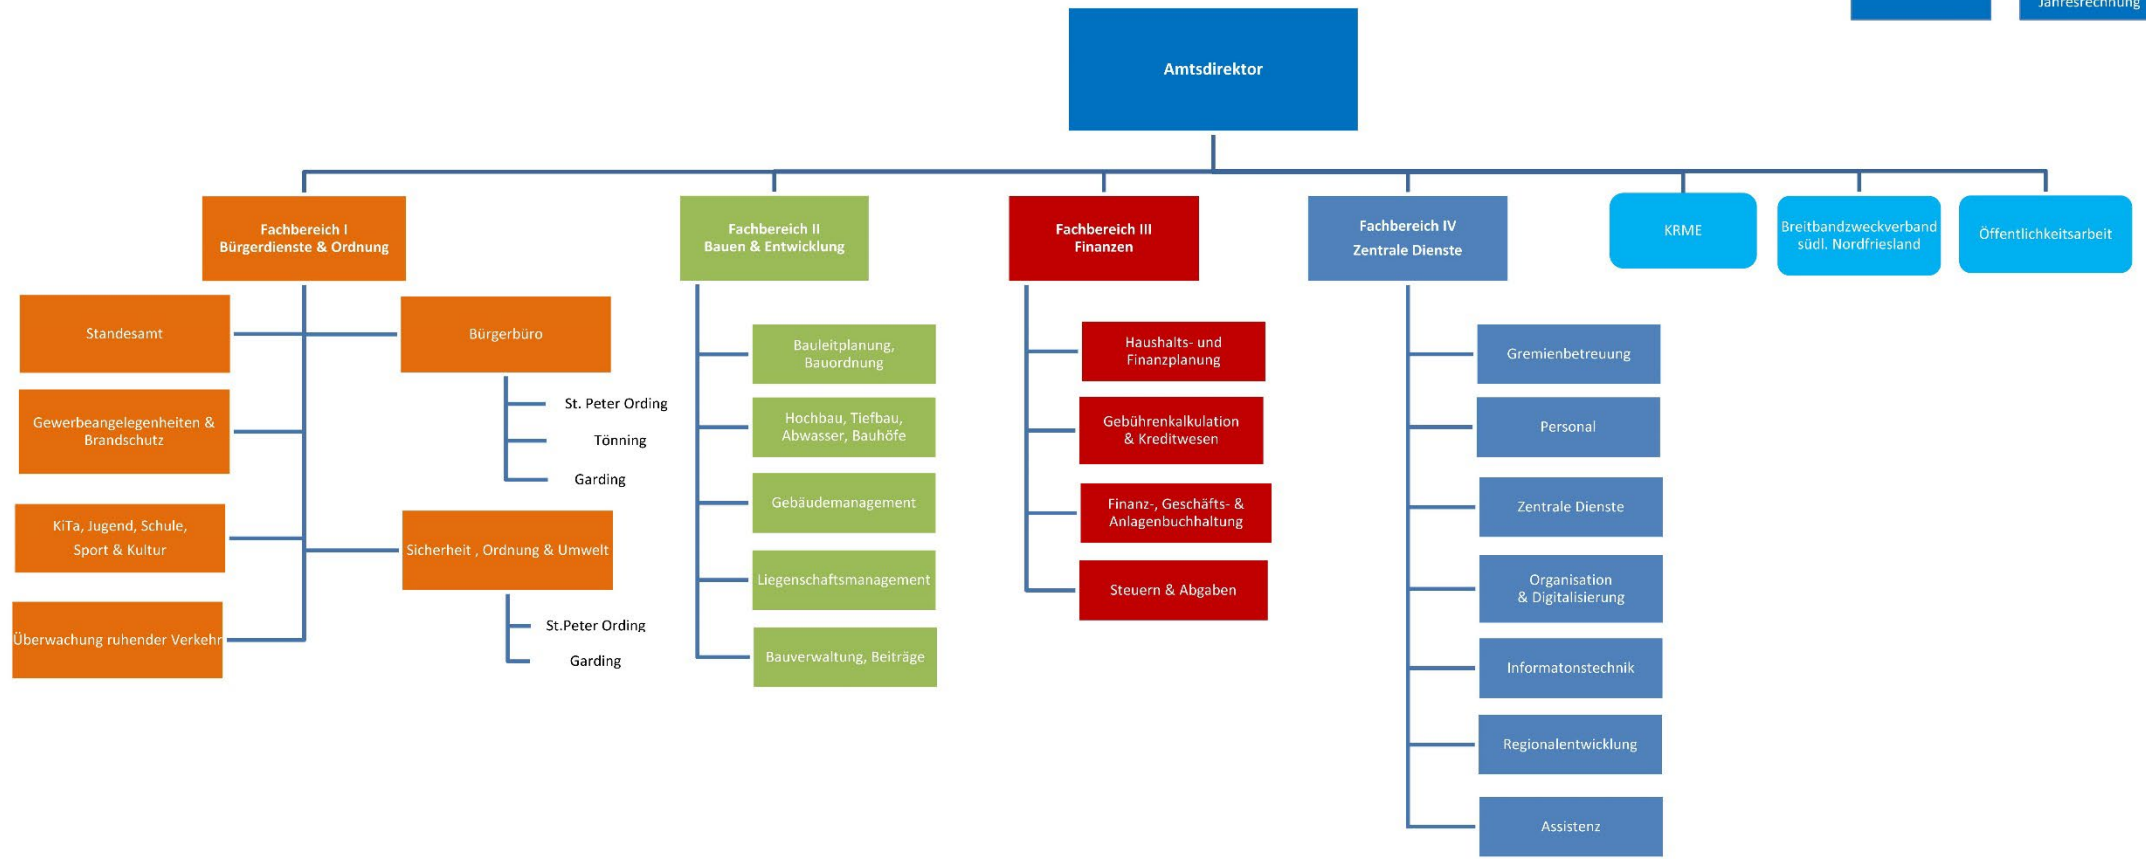 Jahresrechnung
Amtsdirektor
Fachbereich I
Bürgerdienste & Ordnung
Fachbereich II
Bauen & Entwicklung
Fachbereich III
Finanzen
Fachbereich IV
Zentrale Dienste
KRME
Breitbandzweckverband
südl. Nordfriesland
Öffentlichkeitsarbeit
Standesamt
Gewerbeangelegenheiten &
Brandschutz
KiTa, Jugend, Schule,
Sport & Kultur
Überwachung ruhender Verkehr
Bürgerbüro
St. Peter Ording
Tönning
Garding
Sicherheit , Ordnung & Umwelt
St.Peter Ording
Garding
Bauleitplanung,
Bauordnung
Hochbau, Tiefbau,
Abwasser, Bauhöfe
Gebäudemanagement
Liegenschaftsmanagement
Bauverwaltung, Beiträge
Haushalts- und
Finanzplanung
Gebührenkalkulation
& Kreditwesen
Finanz-, Geschäfts- &
Anlagenbuchhaltung
Steuern & Abgaben
Gremienbetreuung
Personal
Zentrale Dienste
Organisation
& Digitalisierung
Informatonstechnik
Regionalentwicklung
Assistenz